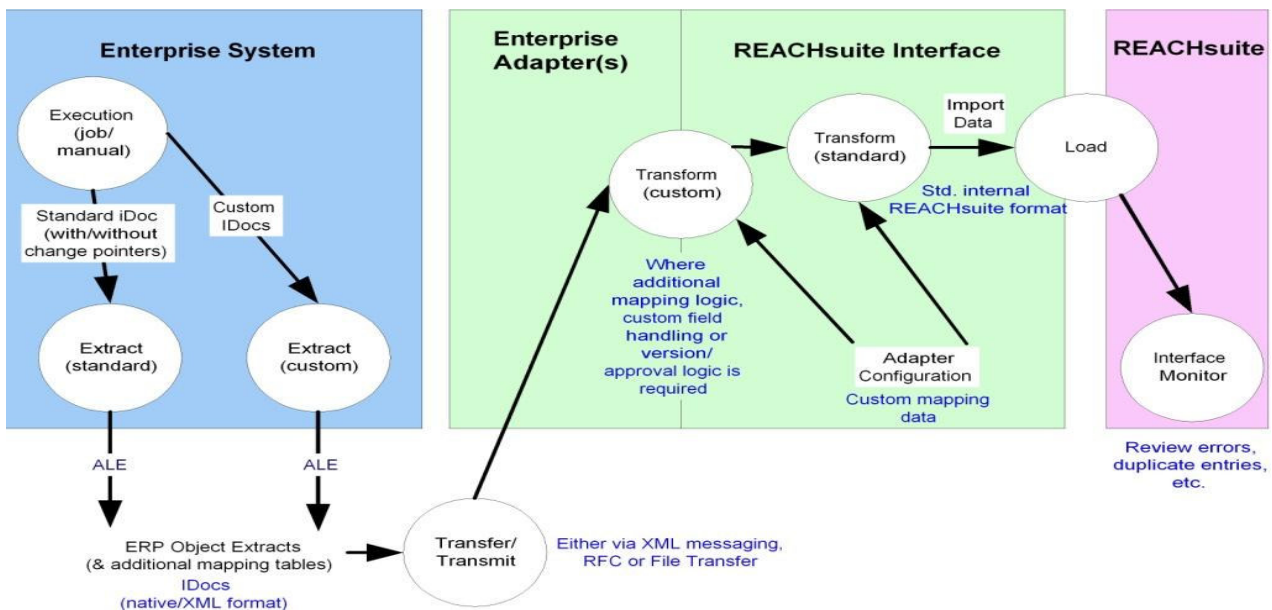 Enterprise System
Execution
(job/
manual)
Standard iDoc
(with/without
change pointers)
Custom
IDocs
Extract
(standard)
Extract
(custom)
ALE
ALE
ERP Object Extracts
(& additional mapping tables)
IDocs
(native/XML format)
Transfer/
Transmit
Either via XML messaging,
RFC or File Transfer
Enterprise
Adapter(s)
REACHsuite Interface
Transform
(custom)
Where
additional
mapping logic,
custom field
handling or
version/
approval logic is
required
Transform
(standard)
Import
Data
Std. internal
REACHsuite format
Adapter
Configuration
Custom mapping
data
Load
REACHsuite
Interface
Monitor
Review errors,
duplicate entries,
etc.